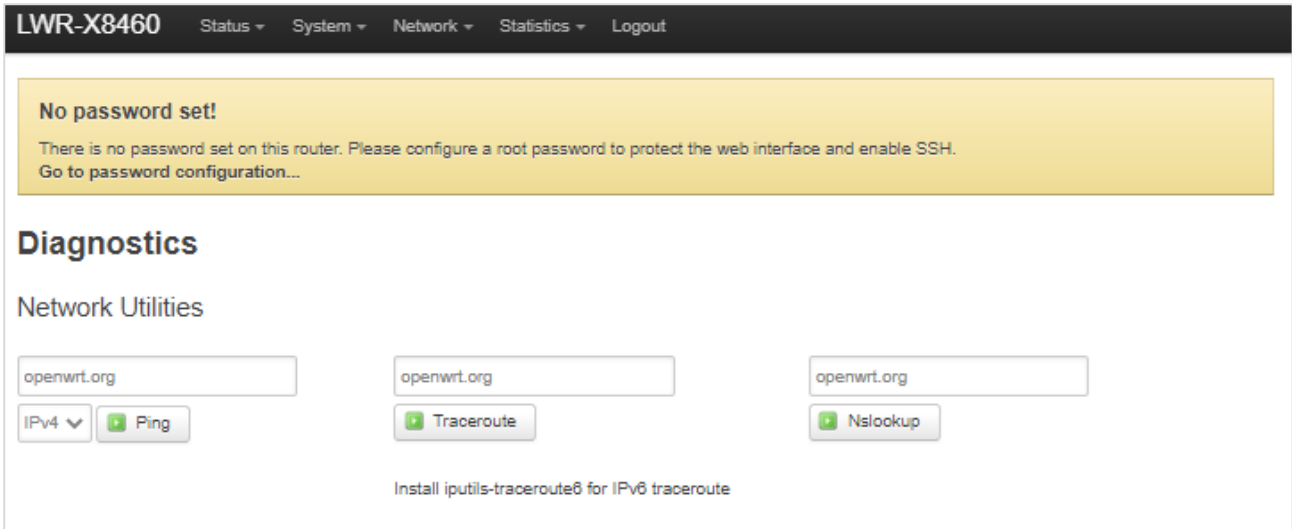 LWR-X8460 Status System Network Statistics Logout
No password set!
There is no password set on this router. Please configure a root password to protect the web interface and enable SSH.
Go to password configuration...
Diagnostics
Network Utilities
openwrt.org openwrt.org openwrt.org
IPv4 Ping Traceroute Nslookup
Install iputils-traceroute6 for IPv6 traceroute